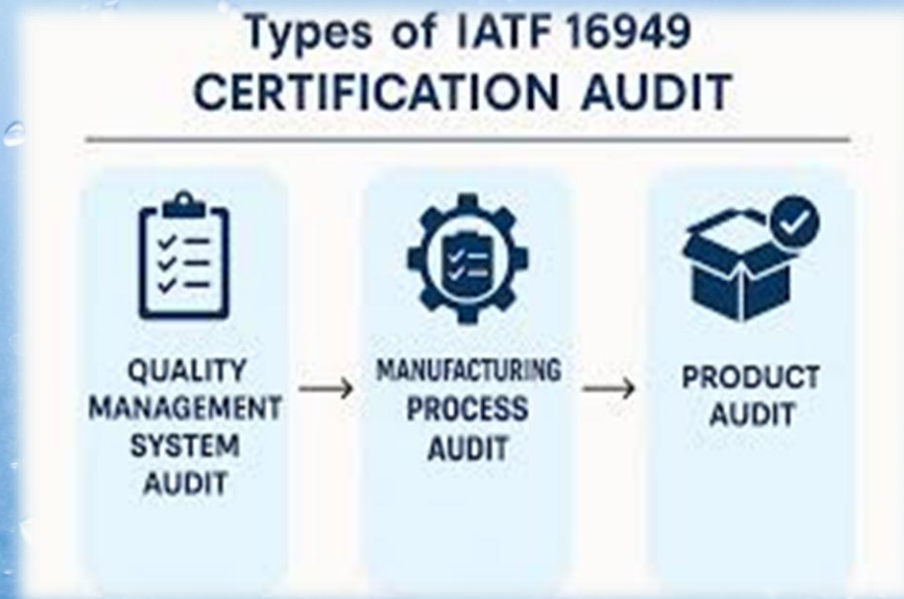 Types of IATF 16949
CERTIFICATION AUDIT
QUALITY
MANAGEMENT
SYSTEM
AUDIT
MANUFACTURING
PROCESS
AUDIT
PRODUCT
AUDIT